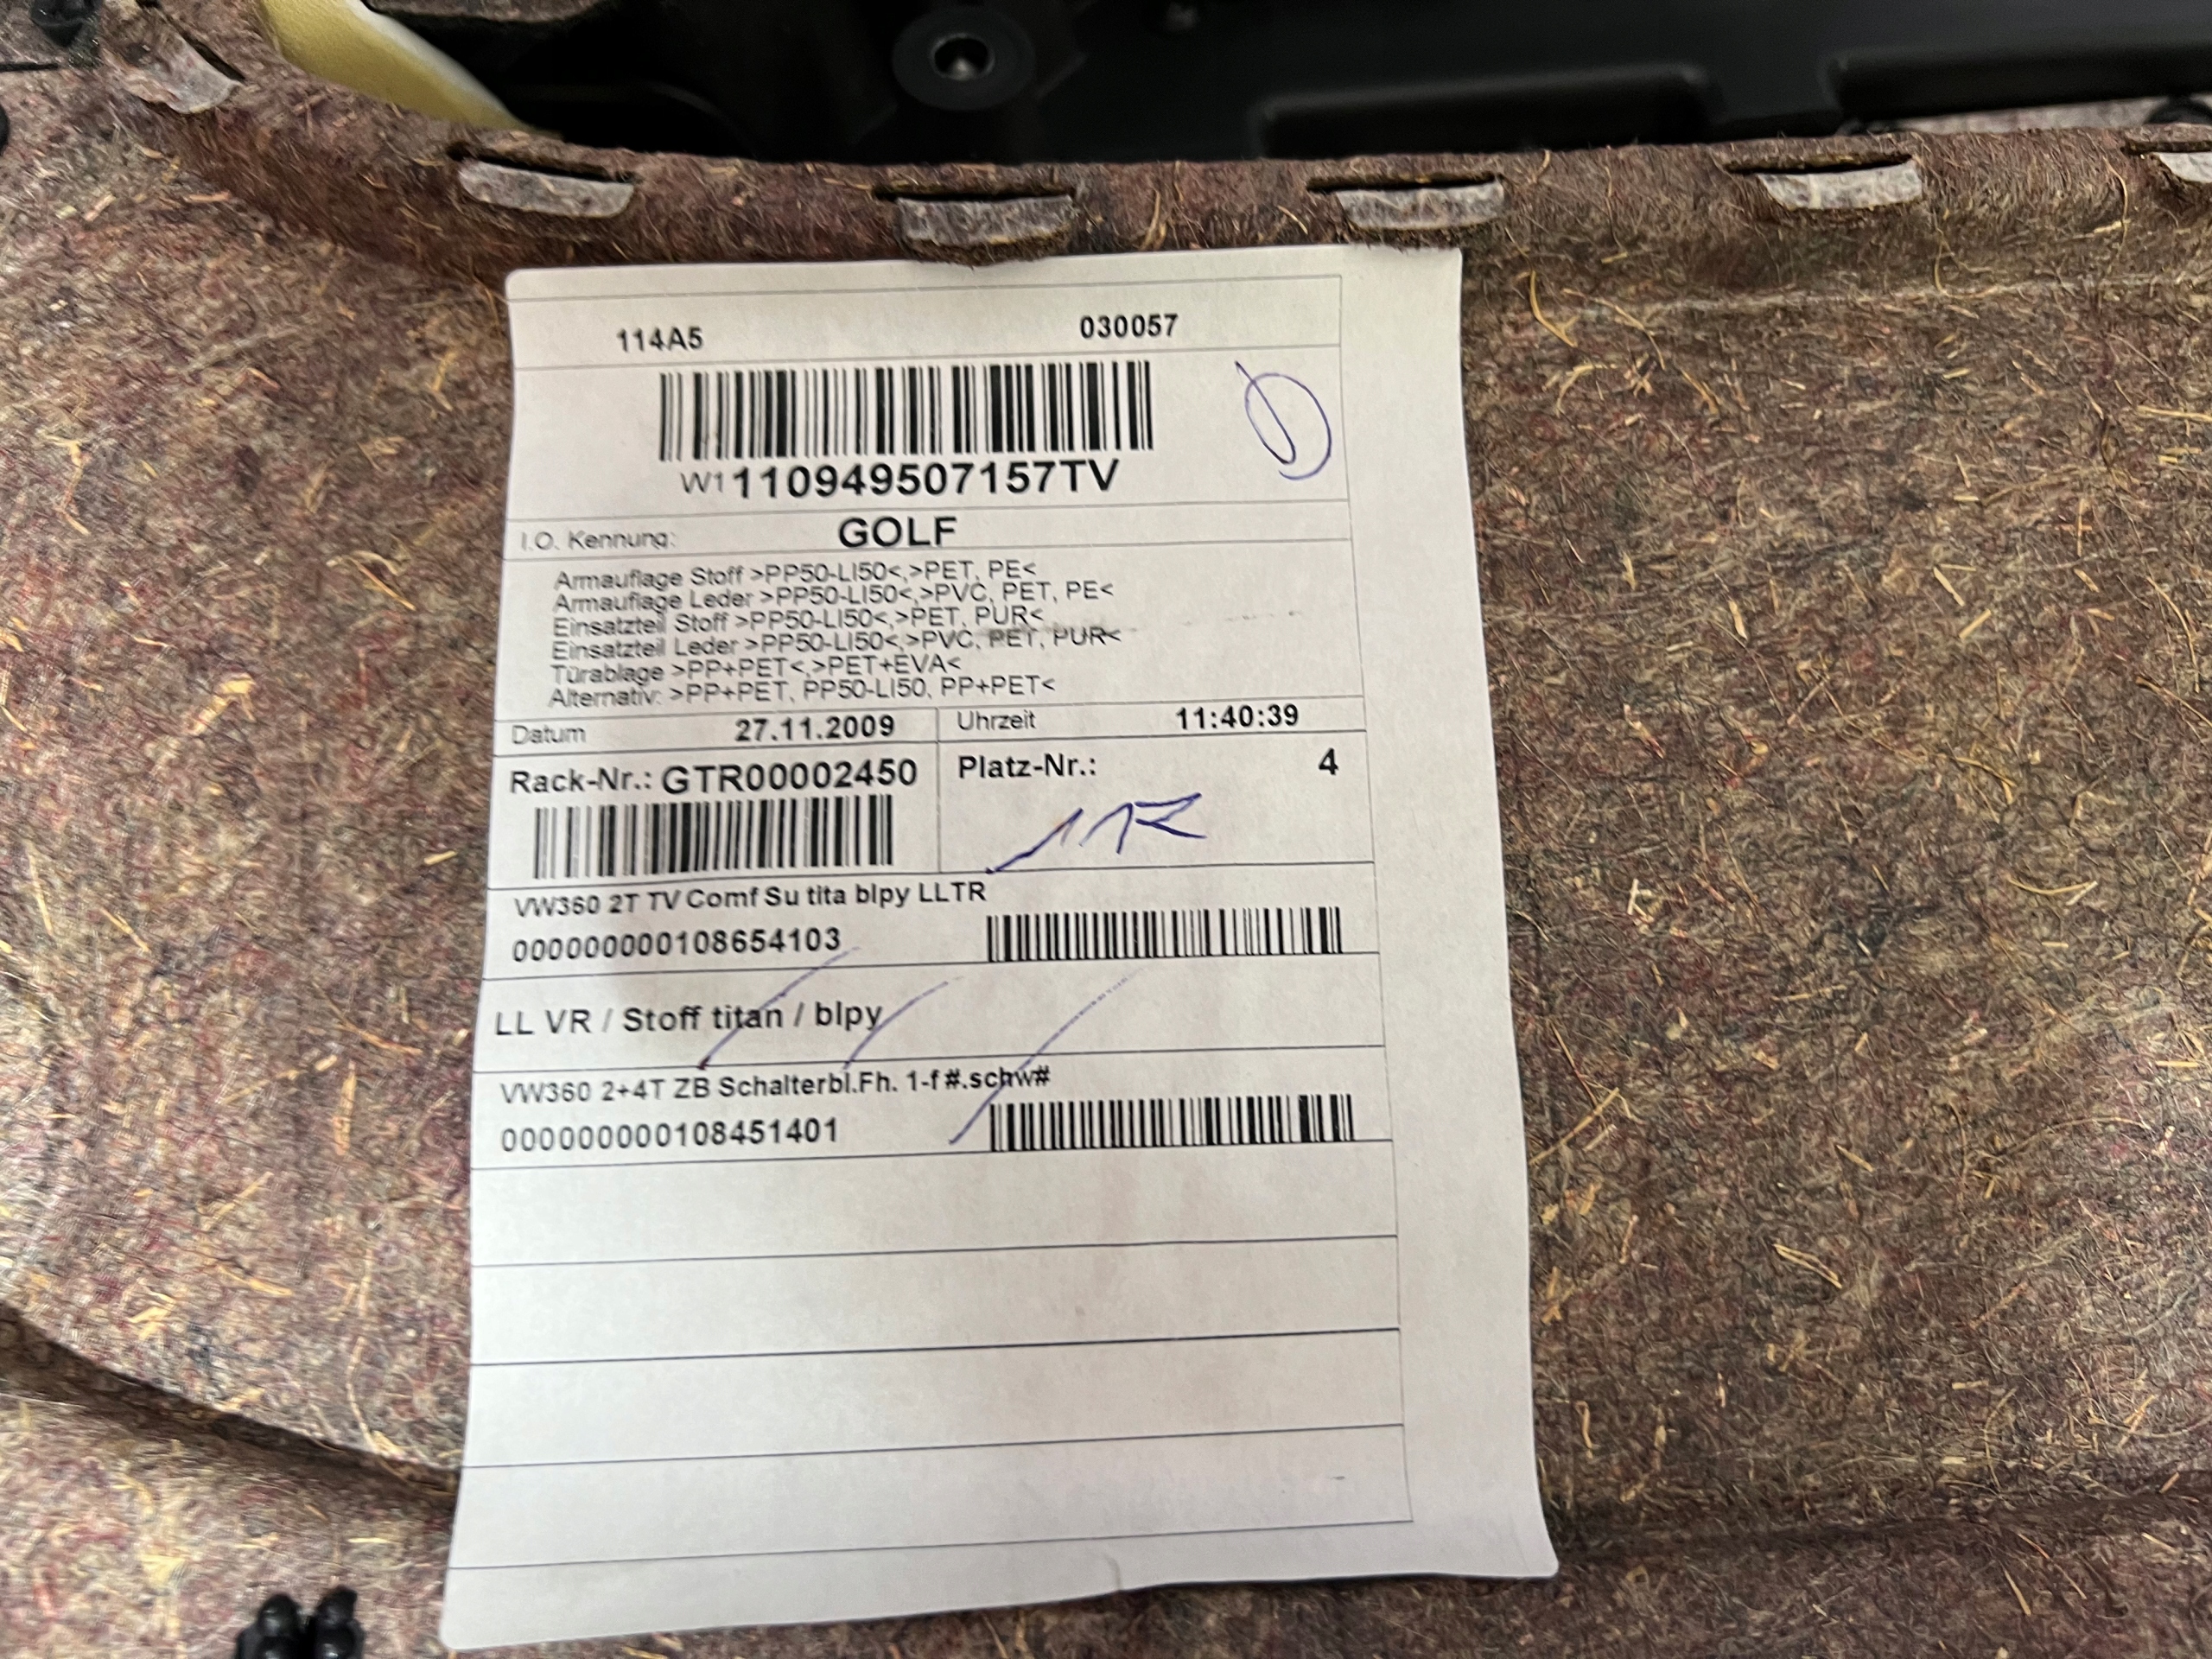 114A5 030057
W1110949507157TV
I.O. Kennung: GOLF
Armauflage Stoff >PP50-LI50<,>PET, PE<
Armauflage Leder >PP50-LI50<,>PVC, PET, PE<
Einsatzteil Stoff >PP50-LI50<,>PET, PUR<
Einsatzteil Leder >PP50-LI50<,>PVC, PET, PUR<
Türablage >PP+PET<,>PET+EVA<
Alternativ: >PP+PET, PP50-LI50, PP+PET<
Datum 27.11.2009 Uhrzeit 11:40:39
Rack-Nr.: GTR00002450 Platz-Nr.: 4
VW360 2T TV Comf Su tita blpy LLTR
000000000108654103
LL VR / Stoff titan / blpy
VW360 2+4T ZB Schalterbl.Fh. 1-f #.schw#
000000000108451401